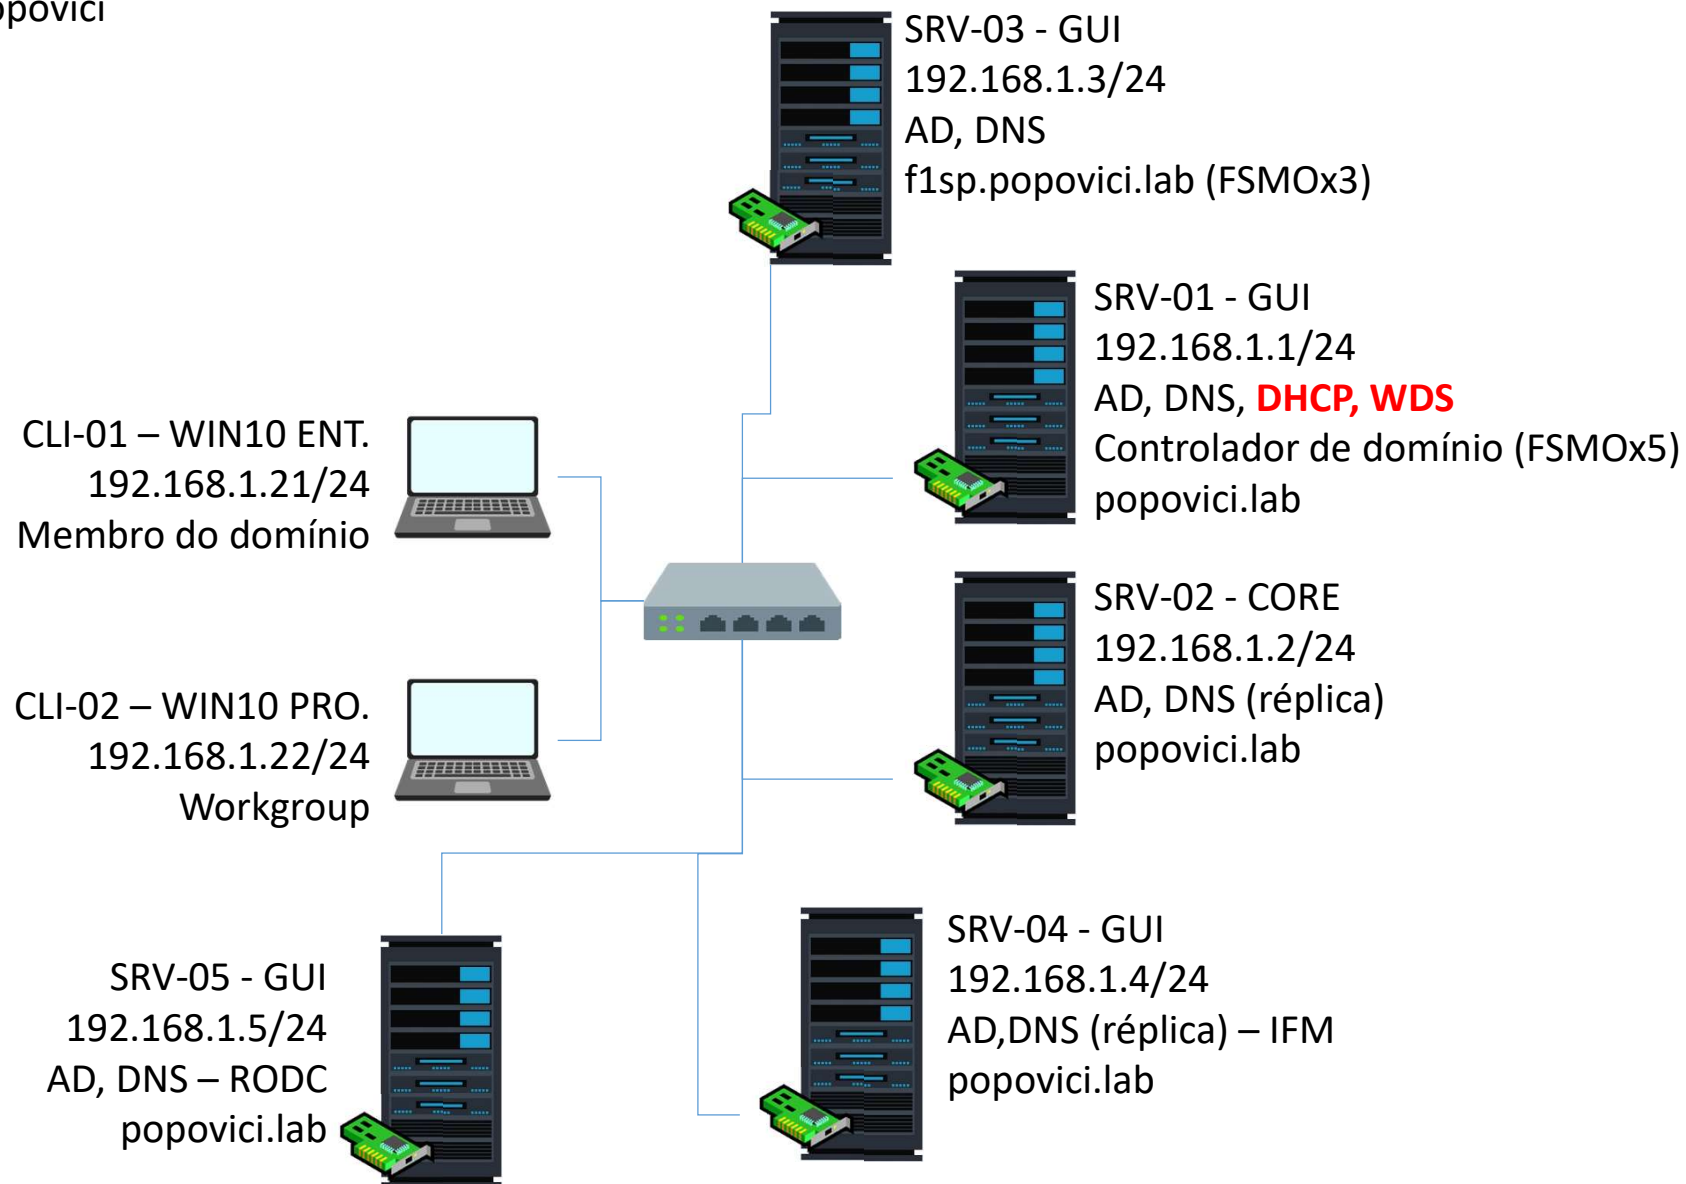 SRV-03 - GUI
192.168.1.3/24
AD, DNS
f1sp.popovici.lab (FSMOx3)
SRV-01 - GUI
192.168.1.1/24
AD, DNS, DHCP, WDS
Controlador de domínio (FSMOx5)
popovici.lab
CLI-01 – WIN10 ENT.
192.168.1.21/24
Membro do domínio
SRV-02 - CORE
192.168.1.2/24
AD, DNS (réplica)
popovici.lab
CLI-02 – WIN10 PRO.
192.168.1.22/24
Workgroup
SRV-05 - GUI
192.168.1.5/24
AD, DNS – RODC
popovici.lab
SRV-04 - GUI
192.168.1.4/24
AD,DNS (réplica) – IFM
popovici.lab